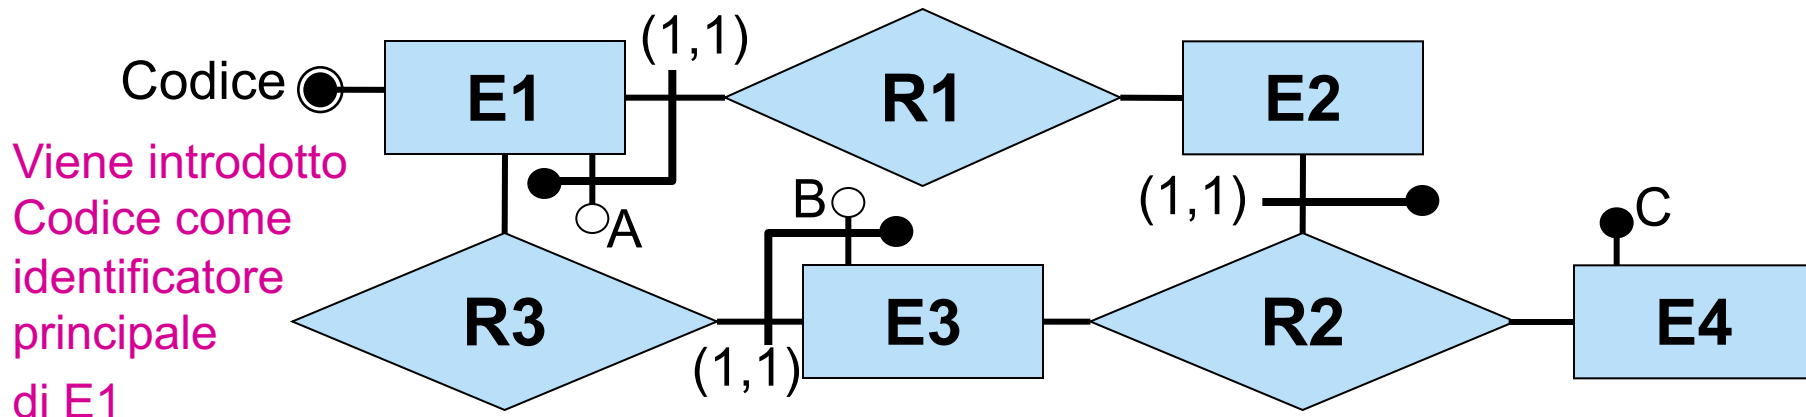 (1,1)
Codice
E1
R1
E2
Viene introdotto
Codice come
identificatore
principale
di E1
A
B
(1,1)
C
R3
E3
R2
E4
(1,1)